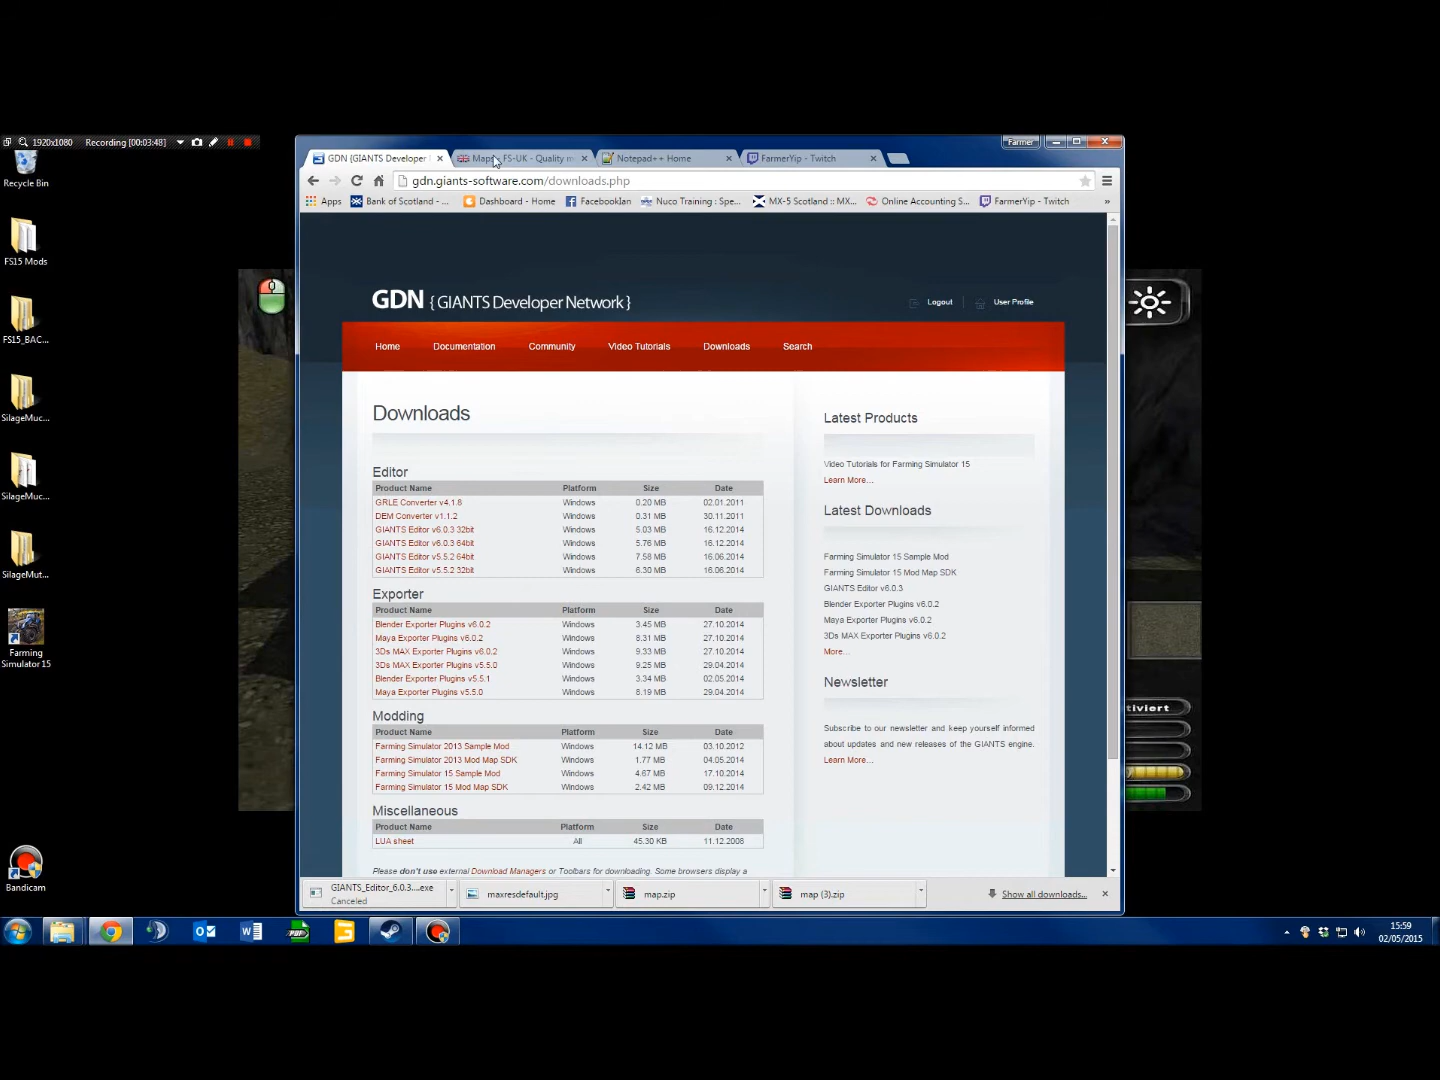 1920x1080 Recording [00:03:48]
Farmer
GDN {GIANTS Developer
Maps FS-UK - Quality m
Notepad++ Home
FarmerYip - Twitch
gdn.giants-software.com/downloads.php
Apps Bank of Scotland - ... Dashboard - Home FacebookIan Nuco Training : Spe... MX-5 Scotland :: MX... Online Accounting S... FarmerYip - Twitch »
Recycle Bin
FS15 Mods
FS15_BAC...
SilageMuc...
SilageMuc...
SilageMut...
Farming
Simulator 15
Bandicam
GDN { GIANTS Developer Network }
Logout User Profile
Home Documentation Community Video Tutorials Downloads Search
Downloads
Editor
Product Name Platform Size Date
GRLE Converter v4.1.6 Windows 0.20 MB 02.01.2011
DEM Converter v1.1.2 Windows 0.31 MB 30.11.2011
GIANTS Editor v6.0.3 32bit Windows 5.03 MB 16.12.2014
GIANTS Editor v6.0.3 64bit Windows 5.76 MB 16.12.2014
GIANTS Editor v5.5.2 64bit Windows 7.58 MB 16.06.2014
GIANTS Editor v5.5.2 32bit Windows 6.30 MB 16.06.2014
Exporter
Product Name Platform Size Date
Blender Exporter Plugins v6.0.2 Windows 3.45 MB 27.10.2014
Maya Exporter Plugins v6.0.2 Windows 8.31 MB 27.10.2014
3Ds MAX Exporter Plugins v6.0.2 Windows 9.33 MB 27.10.2014
3Ds MAX Exporter Plugins v5.5.0 Windows 9.25 MB 29.04.2014
Blender Exporter Plugins v5.5.1 Windows 3.34 MB 02.05.2014
Maya Exporter Plugins v5.5.0 Windows 8.19 MB 29.04.2014
Modding
Product Name Platform Size Date
Farming Simulator 2013 Sample Mod Windows 14.12 MB 03.10.2012
Farming Simulator 2013 Mod Map SDK Windows 1.77 MB 04.05.2014
Farming Simulator 15 Sample Mod Windows 4.67 MB 17.10.2014
Farming Simulator 15 Mod Map SDK Windows 2.42 MB 09.12.2014
Miscellaneous
Product Name Platform Size Date
LUA sheet All 45.30 KB 11.12.2008
Please don't use external Download Managers or Toolbars for downloading. Some browsers display a
Latest Products
Video Tutorials for Farming Simulator 15
Learn More...
Latest Downloads
Farming Simulator 15 Sample Mod
Farming Simulator 15 Mod Map SDK
GIANTS Editor v6.0.3
Blender Exporter Plugins v6.0.2
Maya Exporter Plugins v6.0.2
3Ds MAX Exporter Plugins v6.0.2
More...
Newsletter
Subscribe to our newsletter and keep yourself informed
about updates and new releases of the GIANTS engine.
Learn More...
tiviert
GIANTS_Editor_6.0.3....exe
Canceled
maxresdefault.jpg
map.zip
map (3).zip
Show all downloads...
15:59
02/05/2015